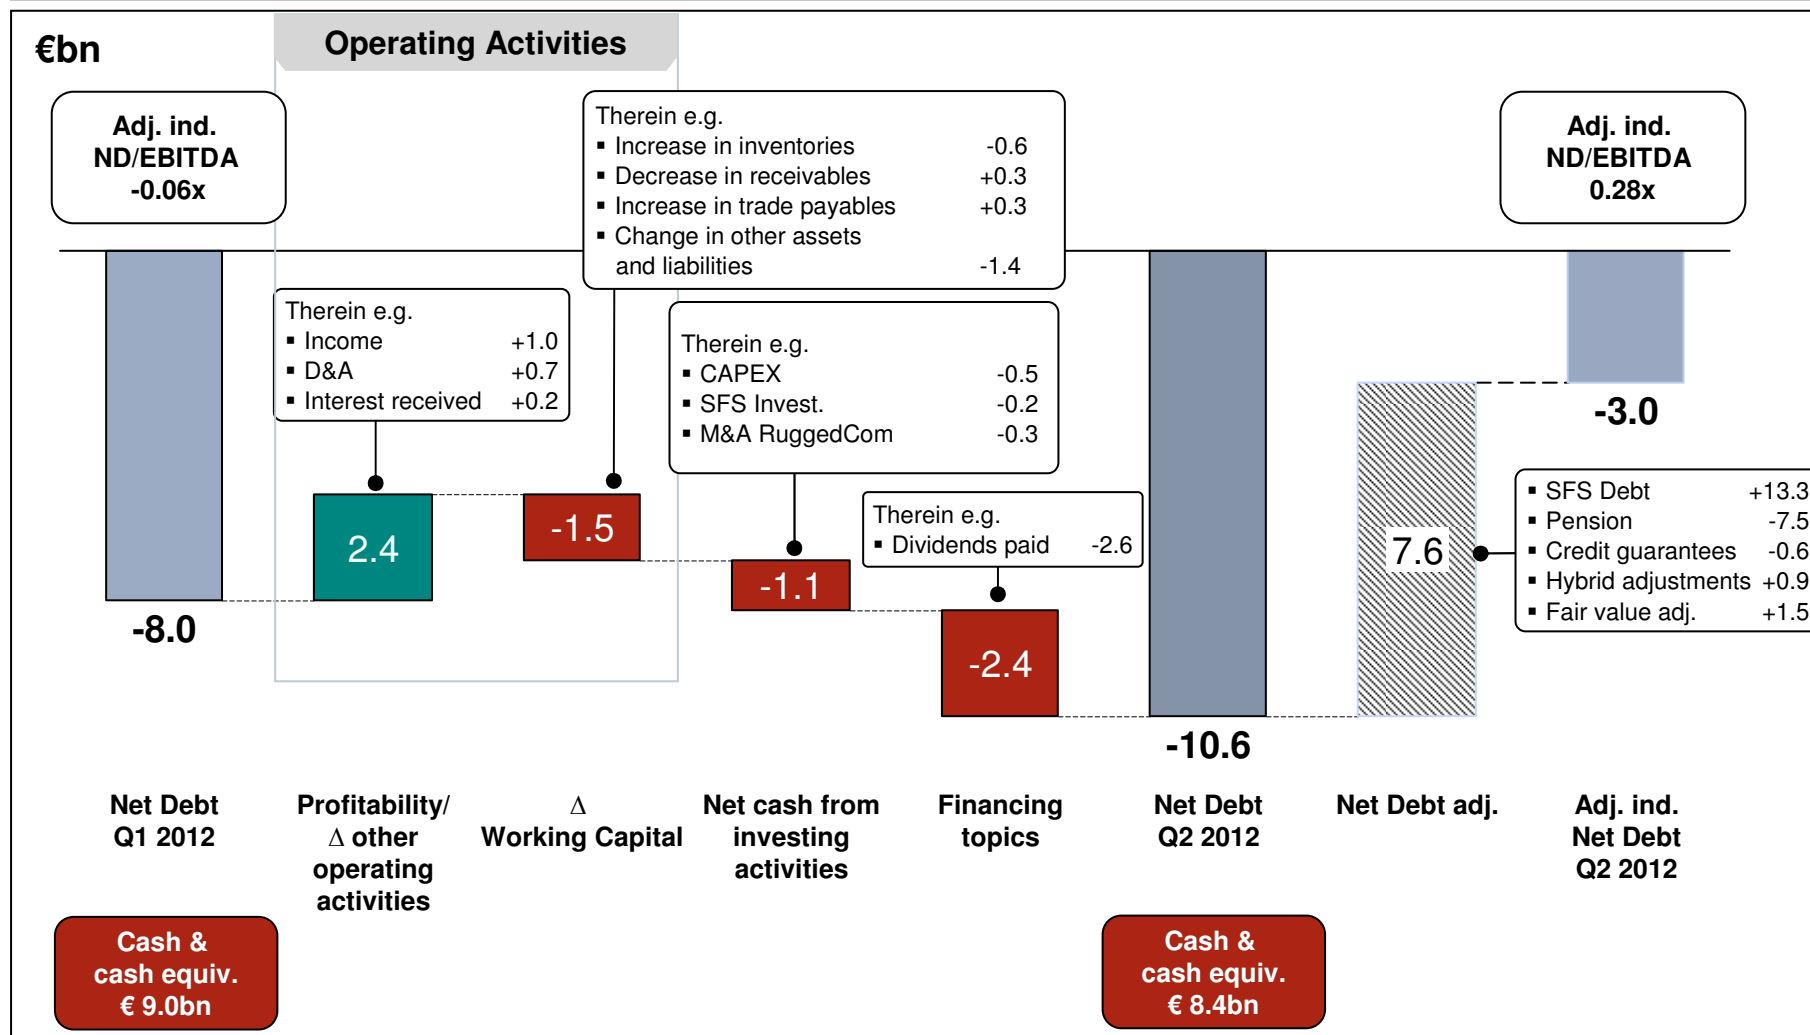 €bn
Operating Activities
Adj. ind.
ND/EBITDA
-0.06x
Therein e.g.
▪ Increase in inventories -0.6
▪ Decrease in receivables +0.3
▪ Increase in trade payables +0.3
▪ Change in other assets
and liabilities -1.4
Adj. ind.
ND/EBITDA
0.28x
Therein e.g.
▪ Income +1.0
▪ D&A +0.7
▪ Interest received +0.2
Therein e.g.
▪ CAPEX -0.5
▪ SFS Invest. -0.2
▪ M&A RuggedCom -0.3
Therein e.g.
▪ Dividends paid -2.6
▪ SFS Debt +13.3
▪ Pension -7.5
▪ Credit guarantees -0.6
▪ Hybrid adjustments +0.9
▪ Fair value adj. +1.5
-8.0
2.4
-1.5
-1.1
-2.4
-10.6
7.6
-3.0
Net Debt
Q1 2012
Profitability/
∆ other
operating
activities
∆
Working Capital
Net cash from
investing
activities
Financing
topics
Net Debt
Q2 2012
Net Debt adj.
Adj. ind.
Net Debt
Q2 2012
Cash &
cash equiv.
€ 9.0bn
Cash &
cash equiv.
€ 8.4bn